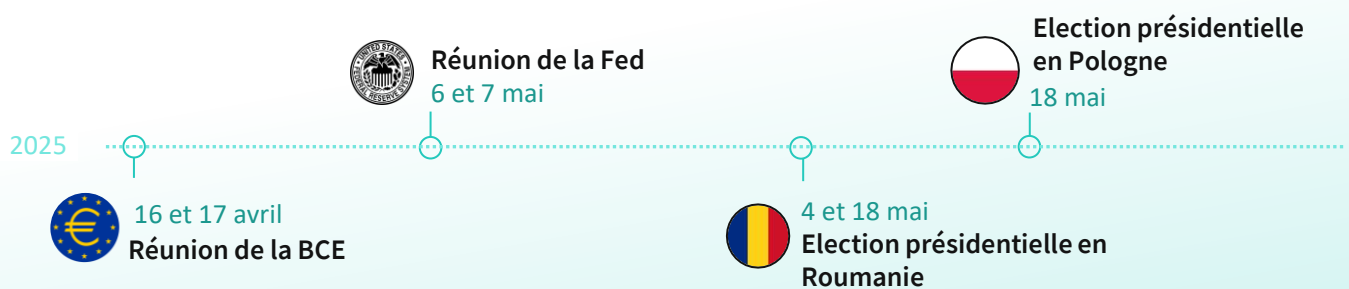 2025
16 et 17 avril
Réunion de la BCE
Réunion de la Fed
6 et 7 mai
4 et 18 mai
Election présidentielle en
Roumanie
Election présidentielle
en Pologne
18 mai